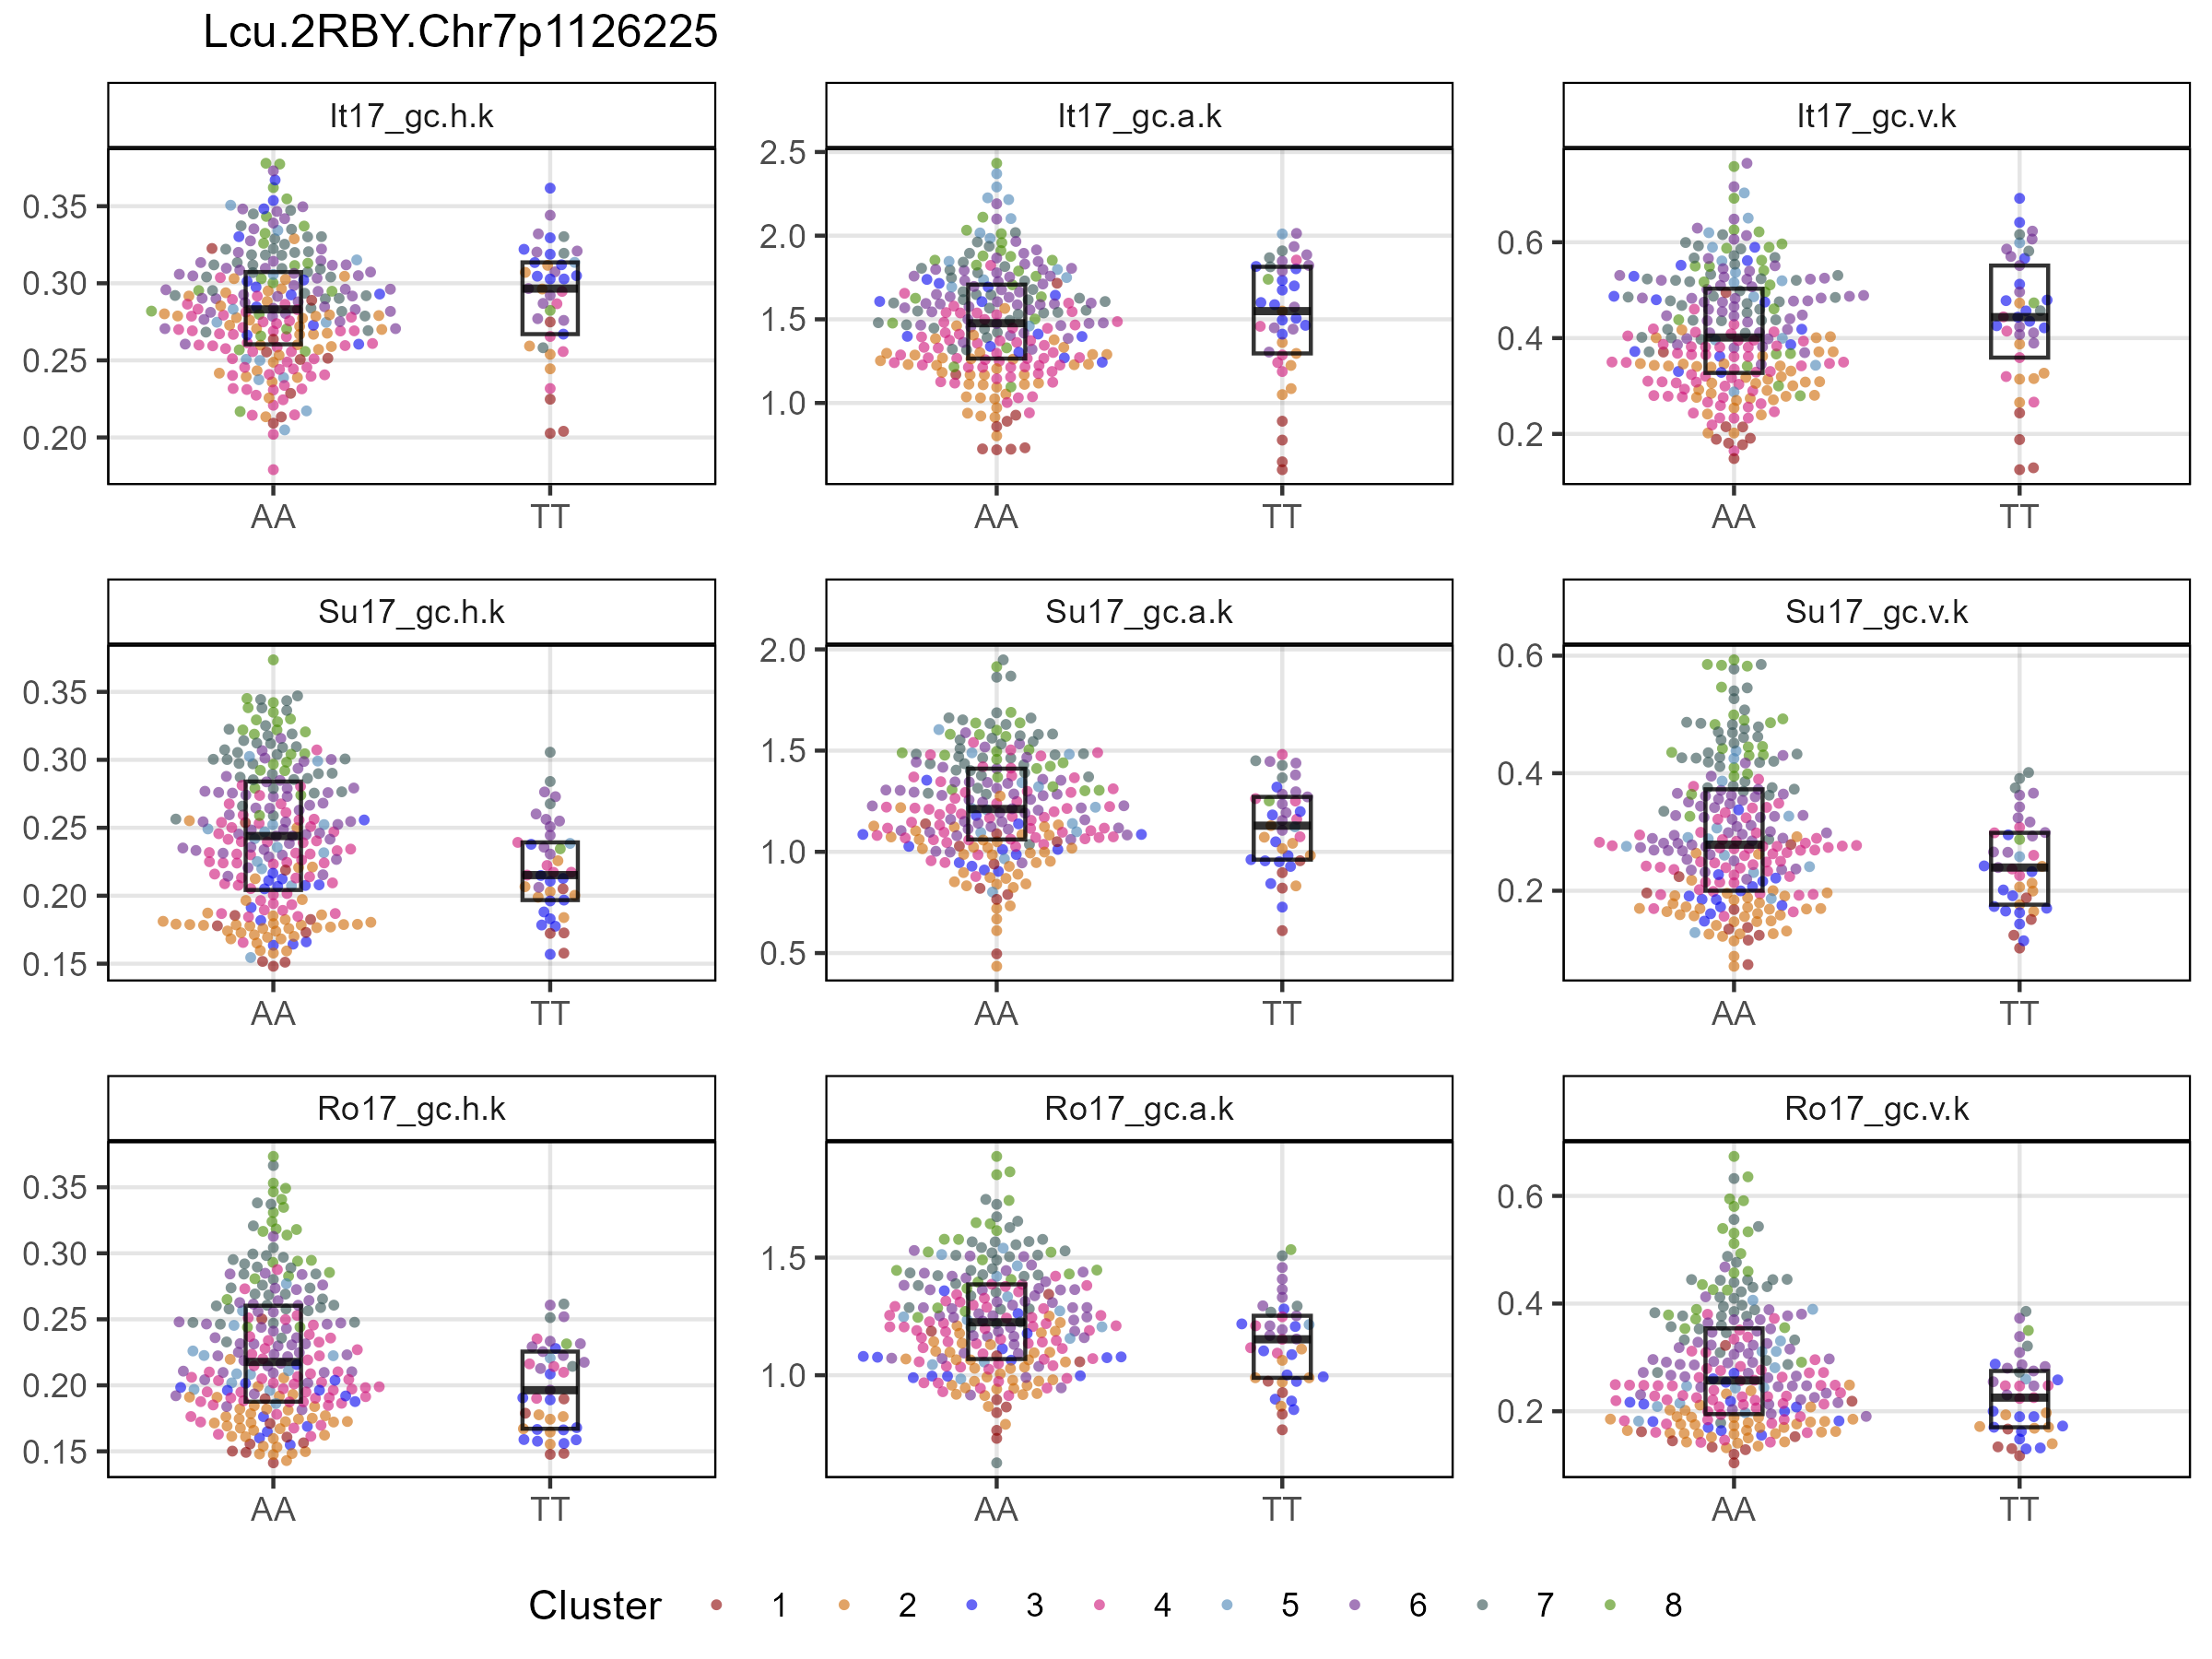 Lcu.2RBY.Chr7p1126225
It17_gc.h.k
It17_gc.a.k
It17_gc.v.k
0.35
0.30
0.25
0.20
AA
TT
2.5
2.0
1.5
1.0
AA
TT
0.6
0.4
0.2
AA
TT
Su17_gc.h.k
Su17_gc.a.k
Su17_gc.v.k
0.35
0.30
0.25
0.20
0.15
AA
TT
2.0
1.5
1.0
0.5
AA
TT
0.6
0.4
0.2
AA
TT
Ro17_gc.h.k
Ro17_gc.a.k
Ro17_gc.v.k
0.35
0.30
0.25
0.20
0.15
AA
TT
1.5
1.0
AA
TT
0.6
0.4
0.2
AA
TT
Cluster 1 2 3 4 5 6 7 8